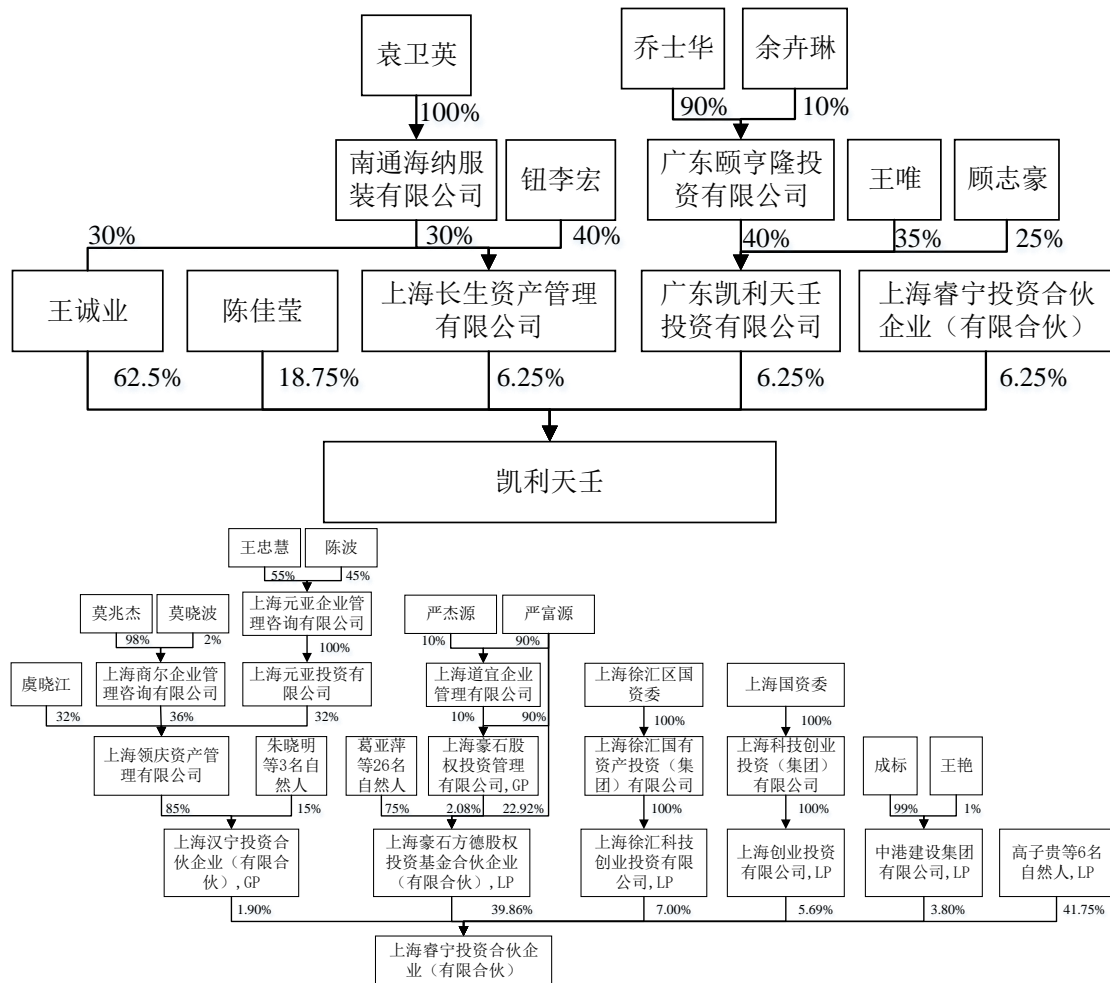 袁卫英
乔士华
余卉琳
100%
90%
10%
南通海纳服
装有限公司
钮李宏
广东颐亨隆投
资有限公司
王唯
顾志豪
30%
30%
40%
40%
35%
25%
王诚业
陈佳莹
上海长生资产管理
有限公司
广东凯利天壬
投资有限公司
上海睿宁投资合伙
企业（有限合伙）
62.5%
18.75%
6.25%
6.25%
6.25%
凯利天壬
王忠慧
陈波
55%
45%
莫兆杰
莫晓波
上海元亚企业管
理咨询有限公司
严杰源
严富源
98%
2%
100%
10%
90%
虞晓江
上海商尔企业管
理咨询有限公司
上海元亚投资有
限公司
上海道宜企业
管理有限公司
上海徐汇区国
资委
上海国资委
32%
36%
32%
10%
90%
100%
100%
上海领庆资产管
理有限公司
朱晓明
等3名自
然人
葛亚萍
等26名
自然人
上海豪石股
权投资管理
有限公司,GP
上海徐汇国有
资产投资（集
团）有限公司
上海科技创业
投资（集团）
有限公司
成标
王艳
85%
15%
75%
2.08%
22.92%
100%
100%
99%
1%
上海汉宁投资合
伙企业（有限合
伙）,GP
上海豪石方德股权
投资基金合伙企业
（有限合伙）,LP
上海徐汇科技
创业投资有限
公司,LP
上海创业投资
有限公司,LP
中港建设集团
有限公司,LP
高子贵等6名
自然人,LP
1.90%
39.86%
7.00%
5.69%
3.80%
41.75%
上海睿宁投资合伙企
业（有限合伙）